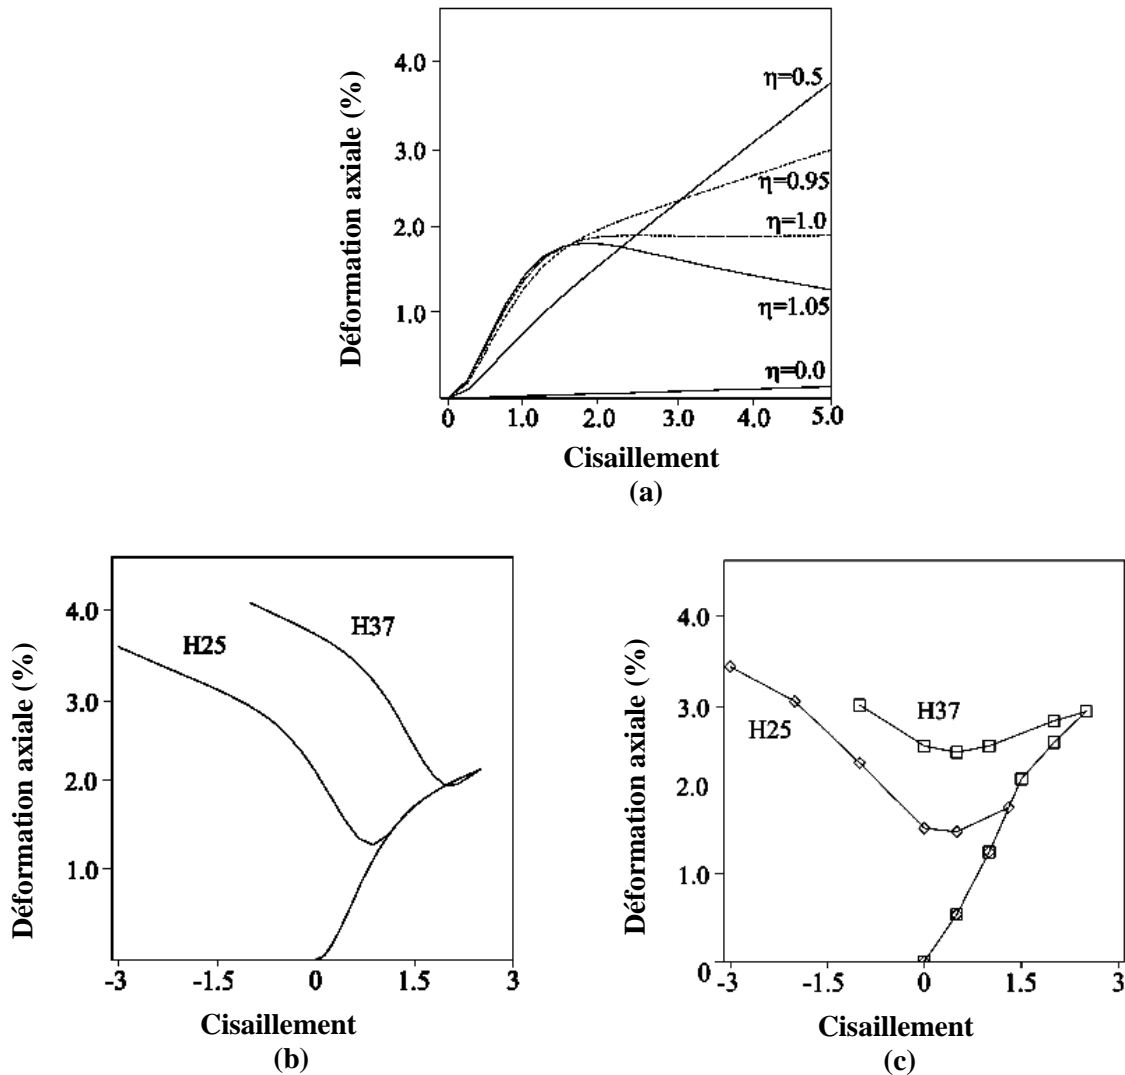 Déformation axiale (%)
4.0
3.0
2.0
1.0
η=0.5
η=0.95
η=1.0
η=1.05
η=0.0
0 1.0 2.0 3.0 4.0 5.0
Cisaillement
(a)
Déformation axiale (%)
4.0
3.0
2.0
1.0
H25
H37
-3 -1.5 0 1.5 3
Cisaillement
(b)
Déformation axiale (%)
4.0
3.0
2.0
1.0
0
H37
H25
-3 -1.5 0 1.5 3
Cisaillement
(c)